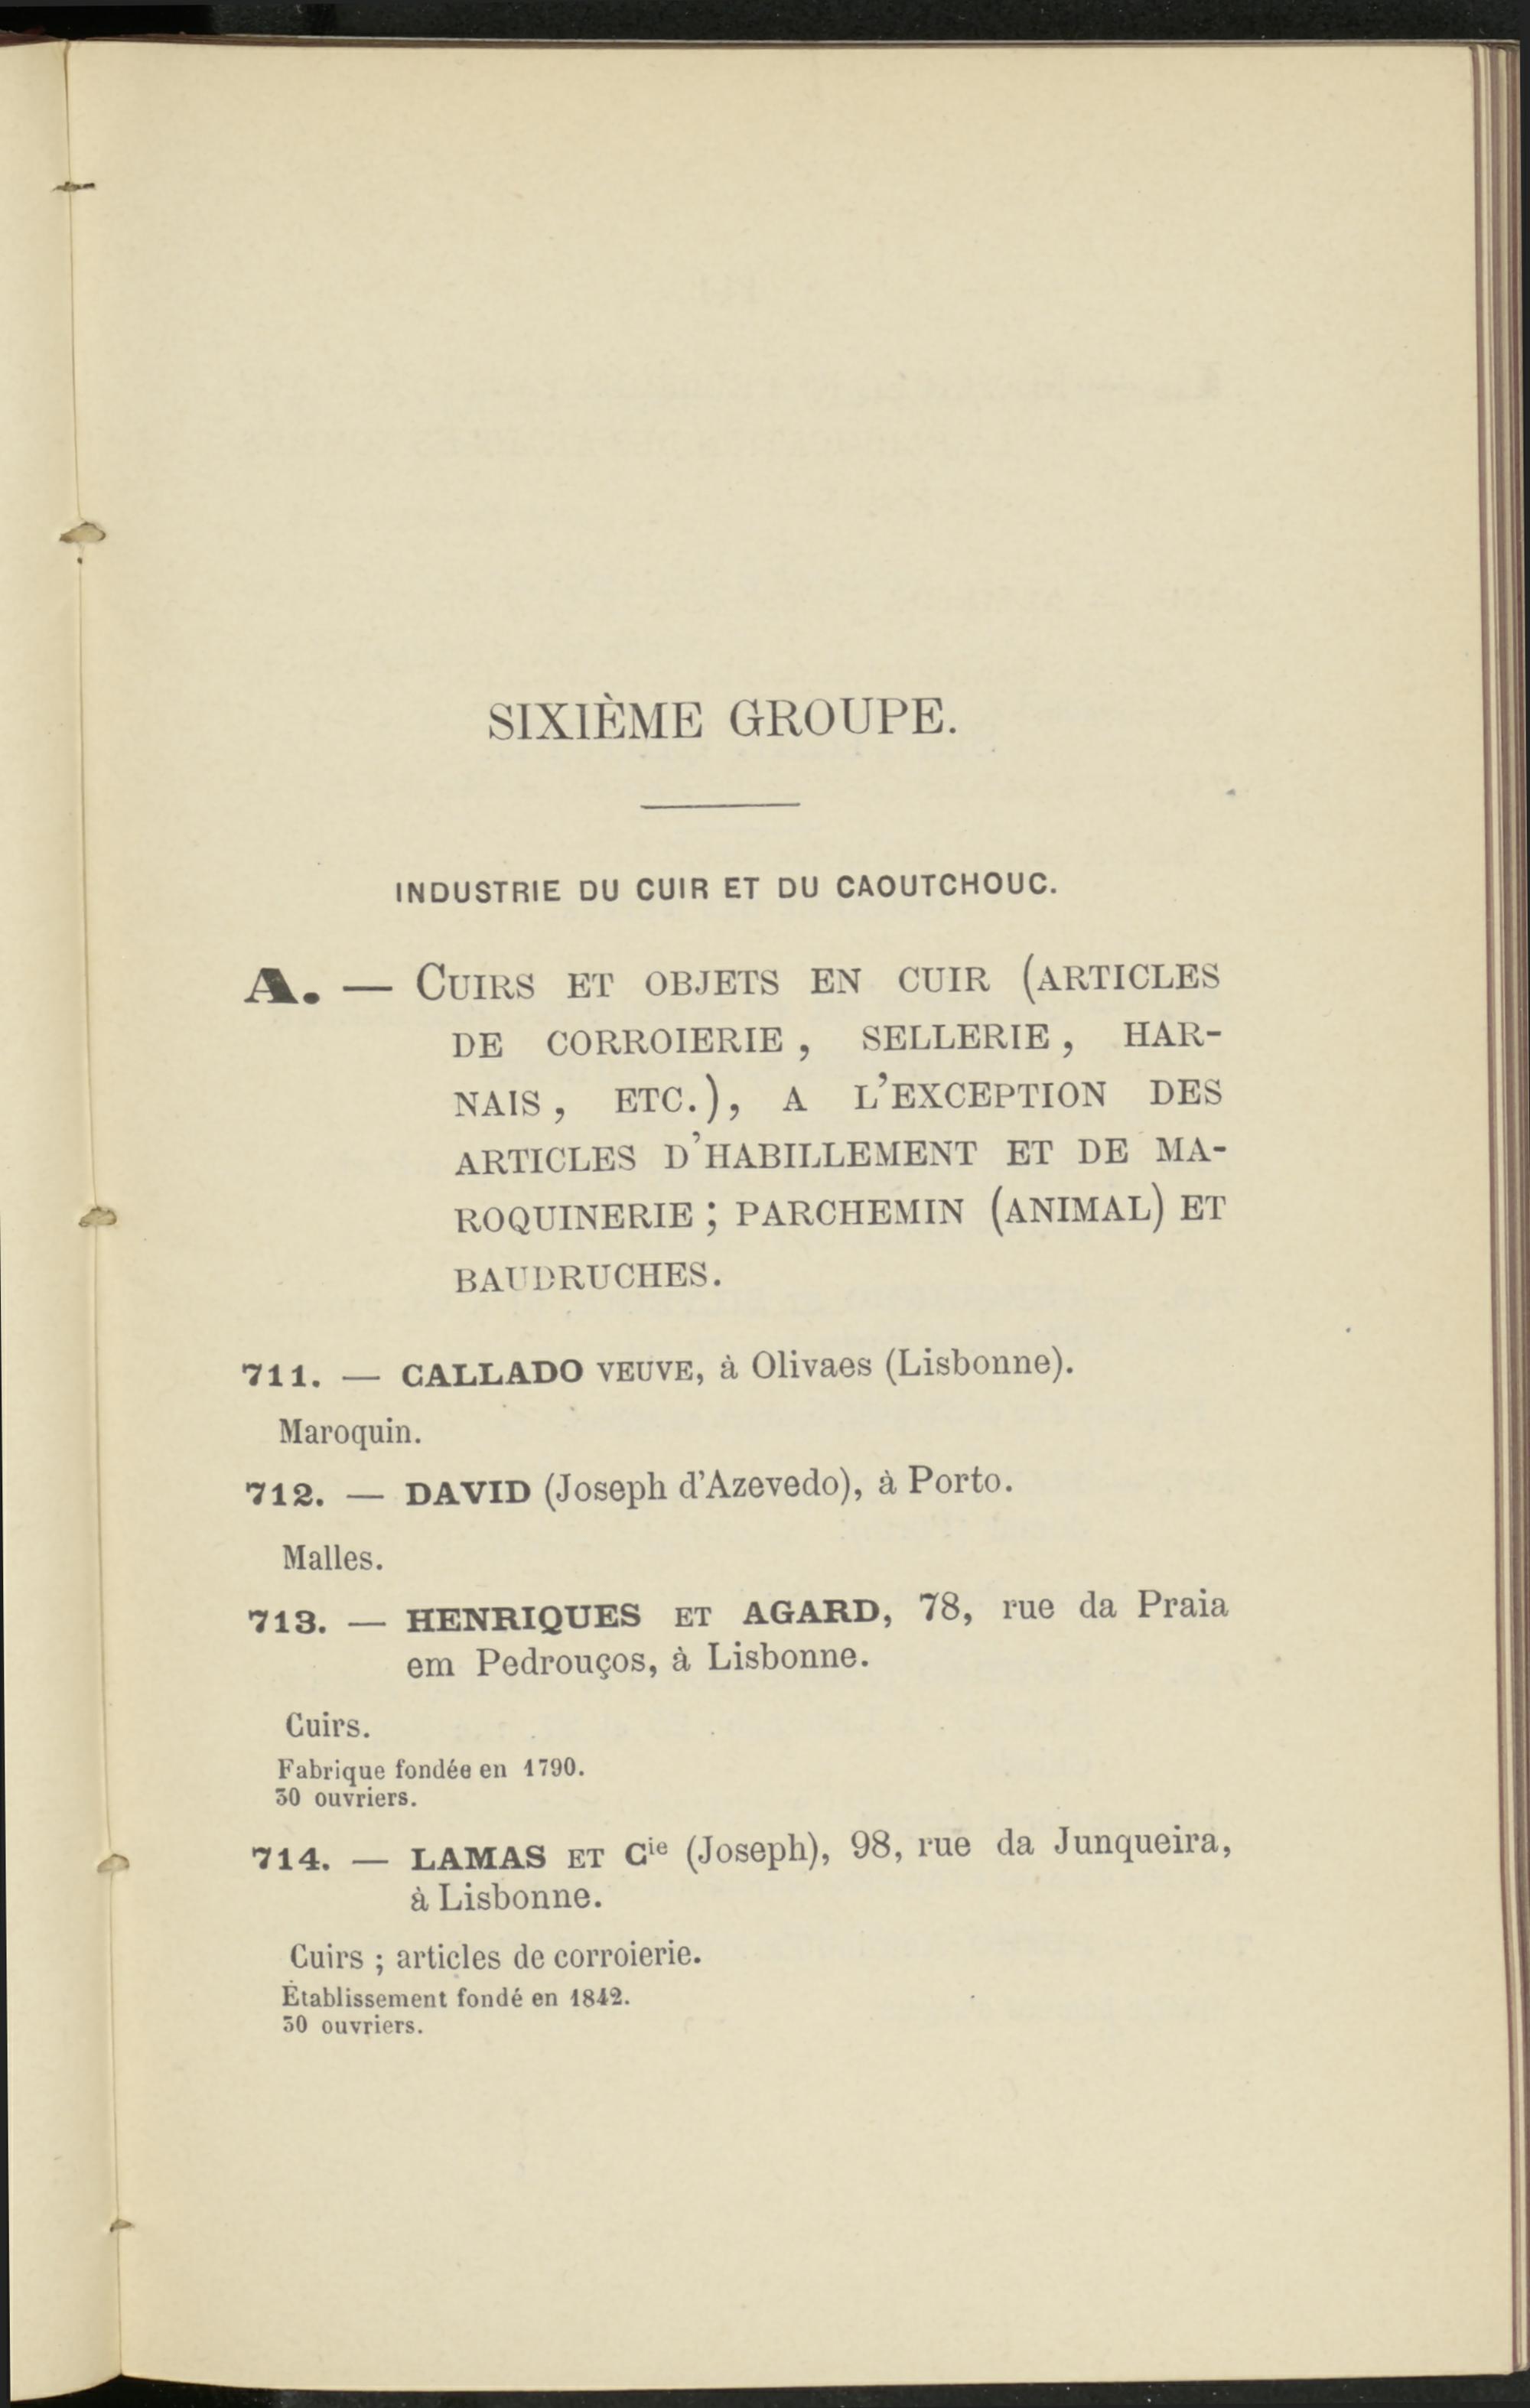 SIXIÈME GROUPE.
INDUSTRIE DU CUIR ET DU CAOUTCHOUC.
A. — CUIRS ET OBJETS EN CUIR (ARTICLES
DE CORROIERIE, SELLERIE, HAR-
NAIS, ETC.), A L'EXCEPTION DES
ARTICLES D'HABILLEMENT ET DE MA-
ROQUINERIE; PARCHEMIN (ANIMAL) ET
BAUDRUCHES.
711. — CALLADO VEUVE, à Olivaes (Lisbonne).
Maroquin.
712. — DAVID (Joseph d'Azevedo), à Porto.
Malles.
713. — HENRIQUES ET AGARD, 78, rue da Praia
em Pedrouços, à Lisbonne.
Cuirs.
Fabrique fondée en 1790.
30 ouvriers.
714. — LAMAS ET Cie (Joseph), 98, rue da Junqueira,
à Lisbonne.
Cuirs ; articles de corroierie.
Établissement fondé en 1842.
30 ouvriers.